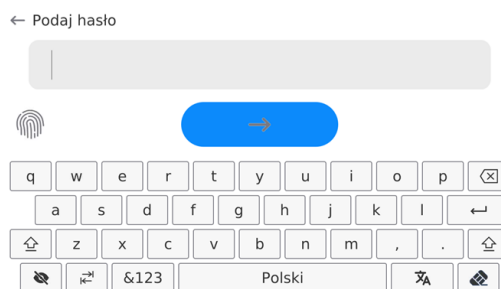 Podaj hasło
q w e r t y u i o p
a s d f g h j k l
z x c v b n m , .
&123 Polski